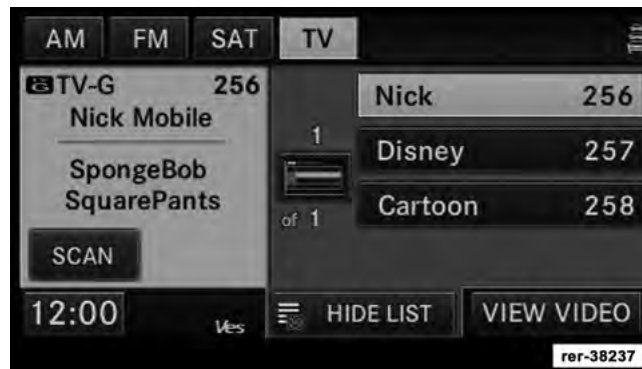 AM FM SAT TV
TV-G 256
Nick Mobile
SpongeBob
SquarePants
SCAN
1
of 1
Nick 256
Disney 257
Cartoon 258
12:00 Ves HIDE LIST VIEW VIDEO
rer-38237